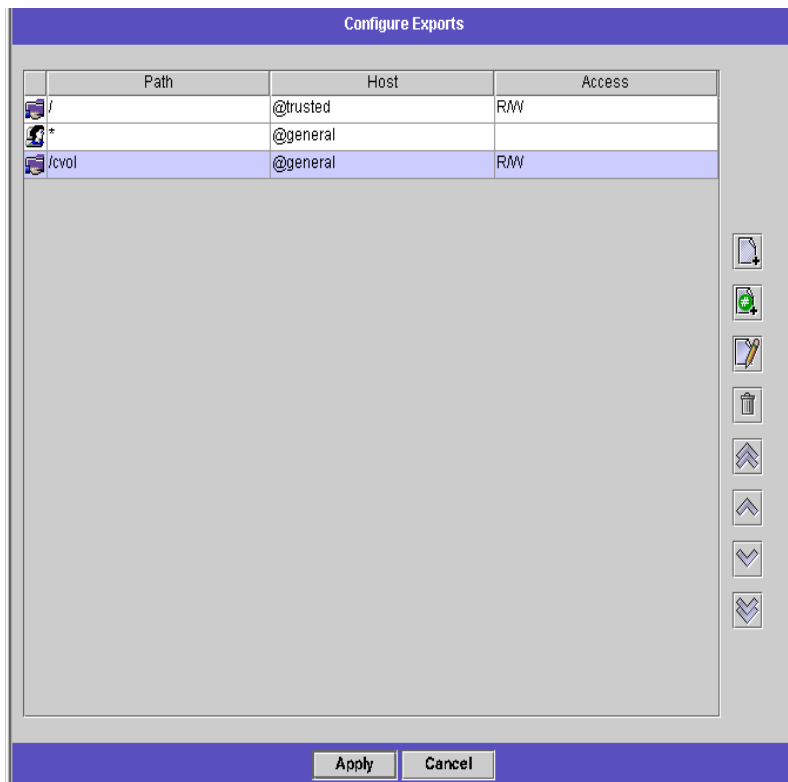 Configure Exports
Path Host Access
/ @trusted R/W
* @general
/cvol @general R/W
Apply Cancel